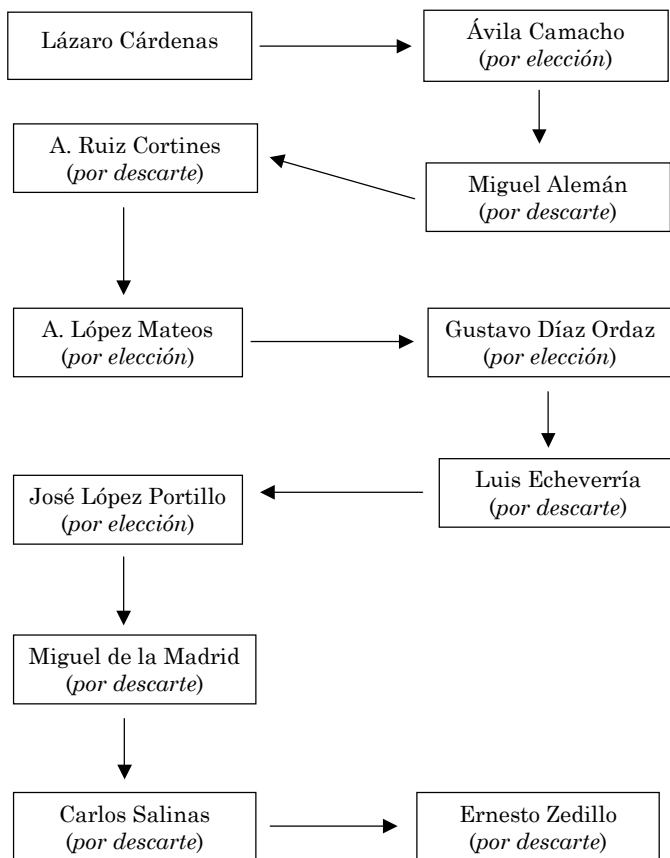 Lázaro Cárdenas
Ávila Camacho
(por elección)
Miguel Alemán
(por descarte)
A. Ruiz Cortines
(por descarte)
A. López Mateos
(por elección)
Gustavo Díaz Ordaz
(por elección)
Luis Echeverría
(por descarte)
José López Portillo
(por elección)
Miguel de la Madrid
(por descarte)
Carlos Salinas
(por descarte)
Ernesto Zedillo
(por descarte)